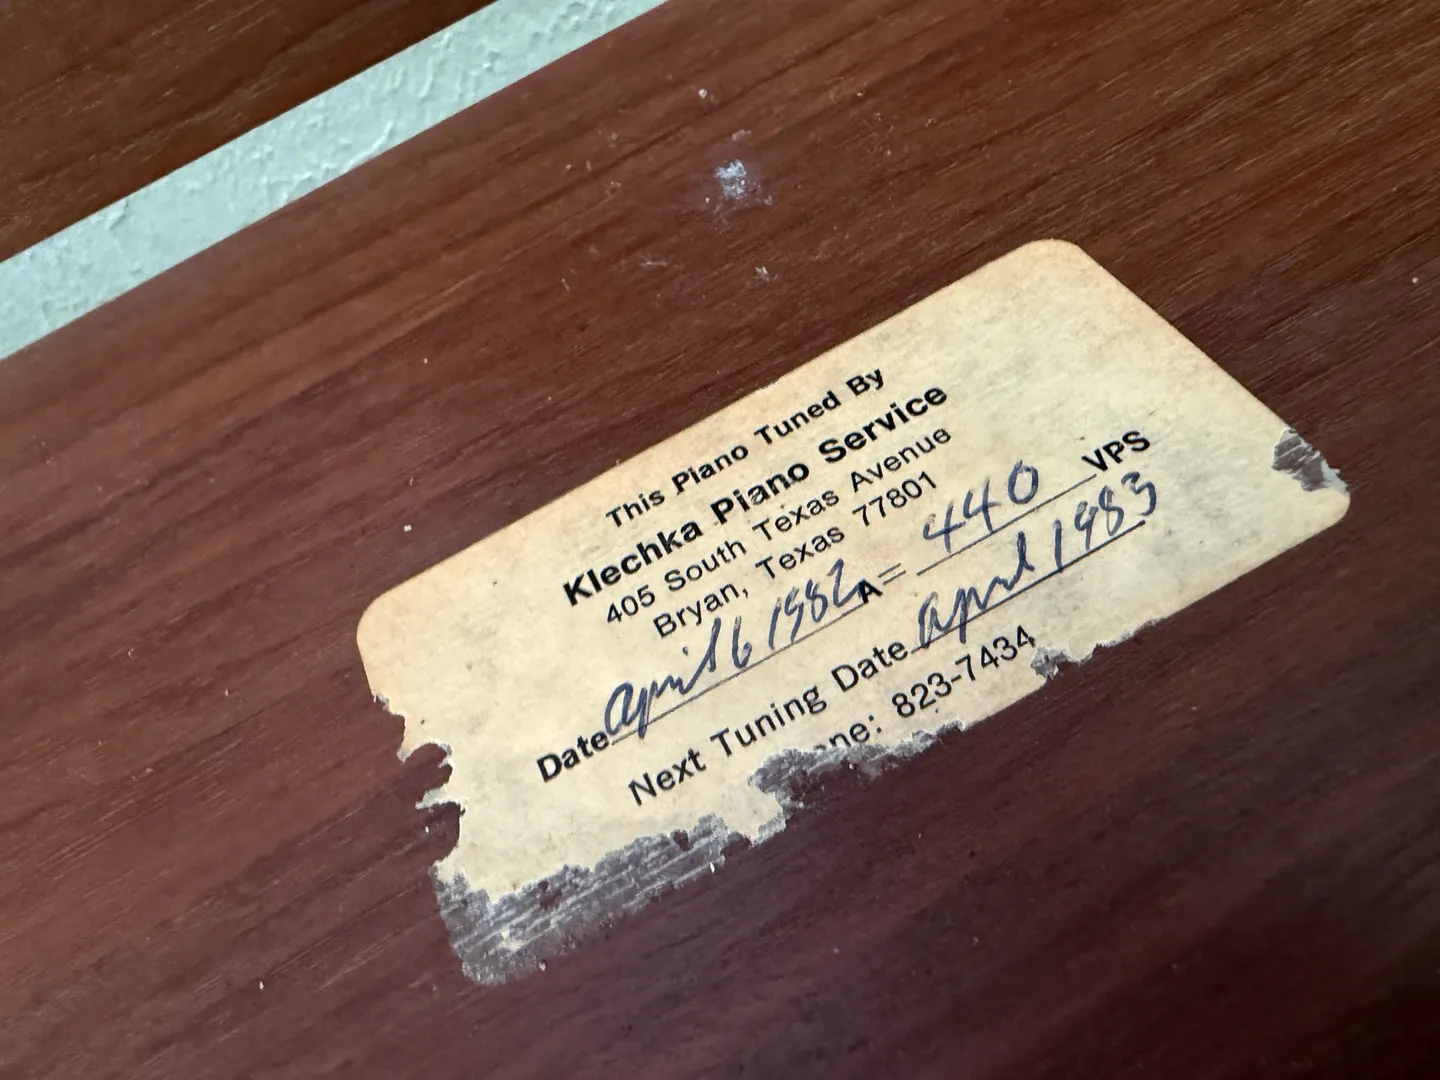 This Piano Tuned By
Klechka Piano Service
405 South Texas Avenue
Bryan, Texas 77801
Date april 6 1982 A= 440 VPS
Next Tuning Date april 1983
one: 823-7434